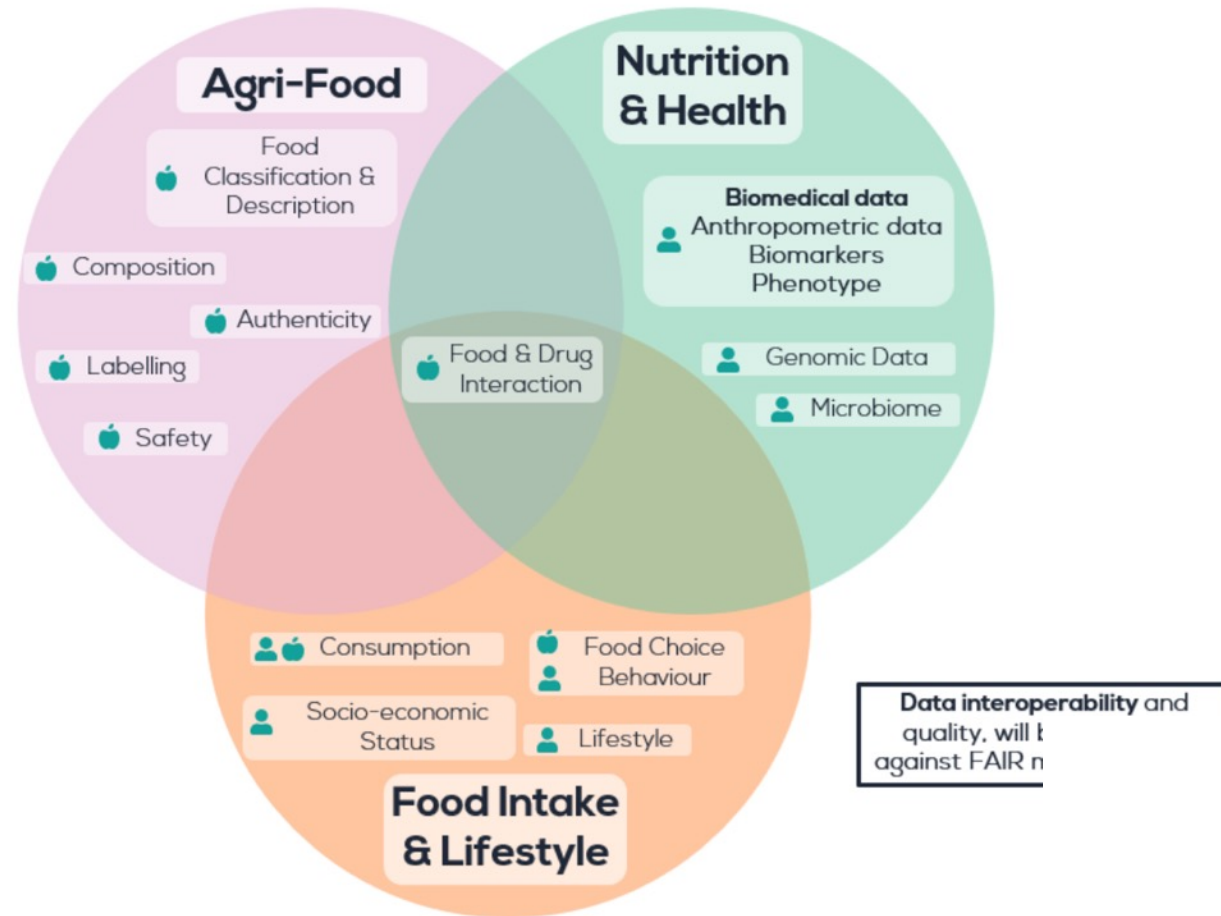 Agri-Food
Nutrition
& Health
Food
Classification &
Description
Composition
Authenticity
Labelling
Safety
Biomedical data
Anthropometric data
Biomarkers
Phenotype
Genomic Data
Microbiome
Food & Drug
Interaction
Consumption
Food Choice
Behaviour
Socio-economic
Status
Lifestyle
Food Intake
& Lifestyle
Data interoperability and
quality, will
against FAIR